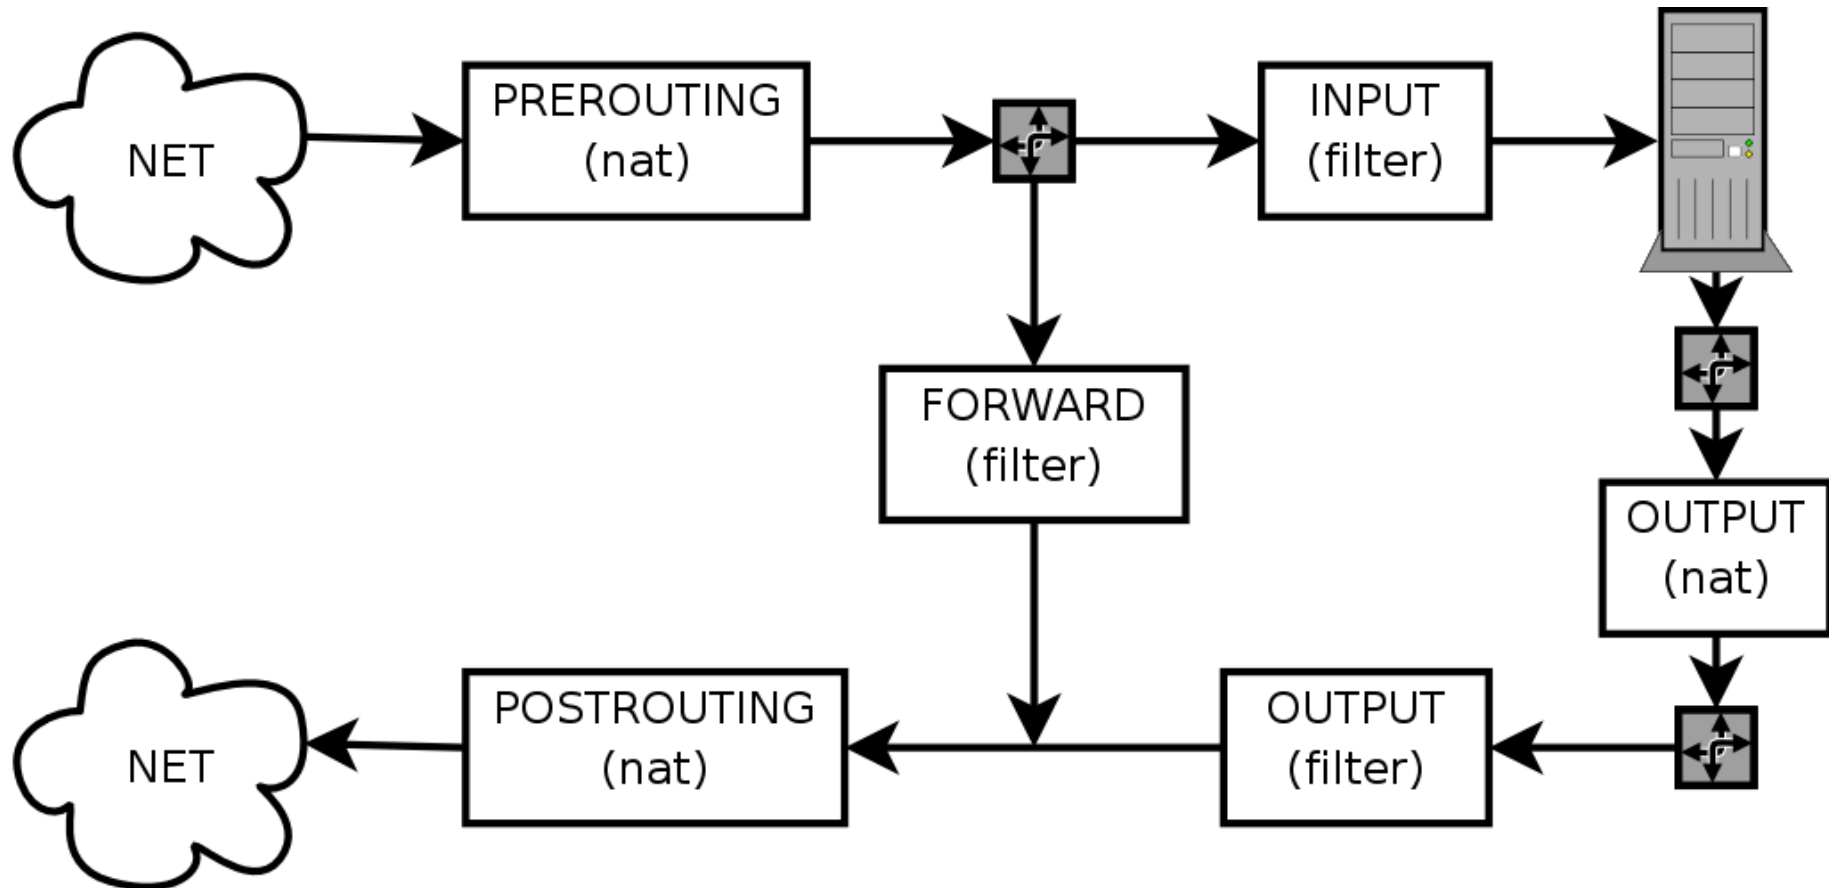 NET
PREROUTING
(nat)
INPUT
(filter)
FORWARD
(filter)
OUTPUT
(nat)
NET
POSTROUTING
(nat)
OUTPUT
(filter)